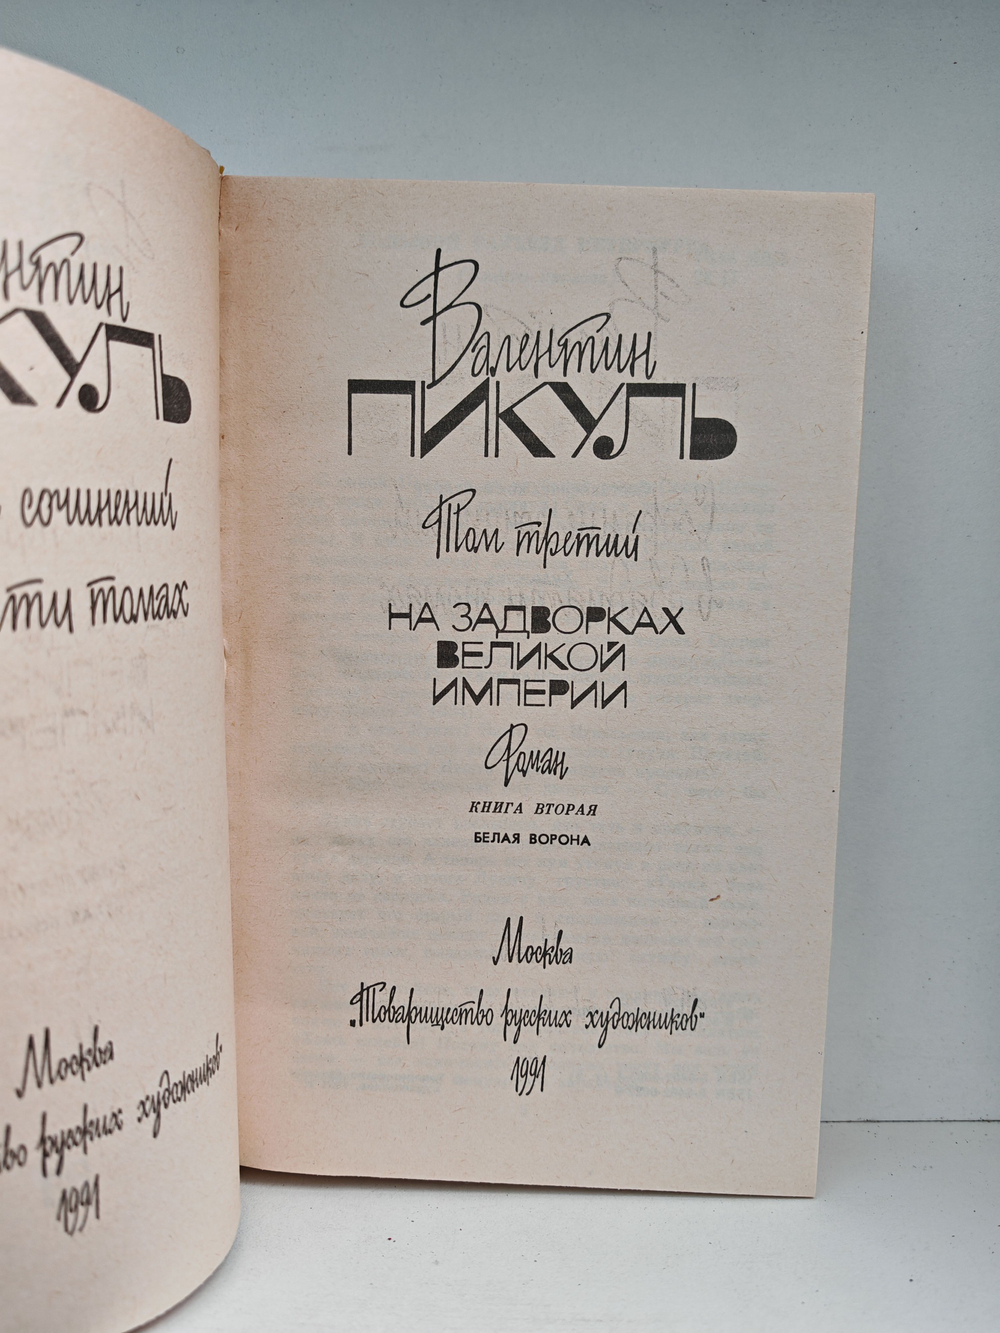 сочинений
томах
Москва
русских художников"
1991
Валентин
ПИКУЛЬ
Том третий
НА ЗАДВОРКАХ
ВЕЛИКОЙ
ИМПЕРИИ
Роман
КНИГА ВТОРАЯ
БЕЛАЯ ВОРОНА
Москва
„Товарищество русских художников"
1991